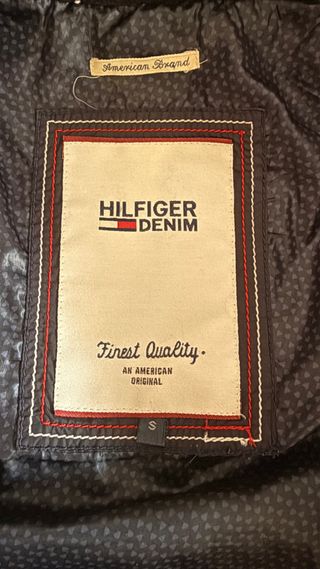 American Brand
HILFIGER
DENIM
Finest Quality.
AN AMERICAN
ORIGINAL
S